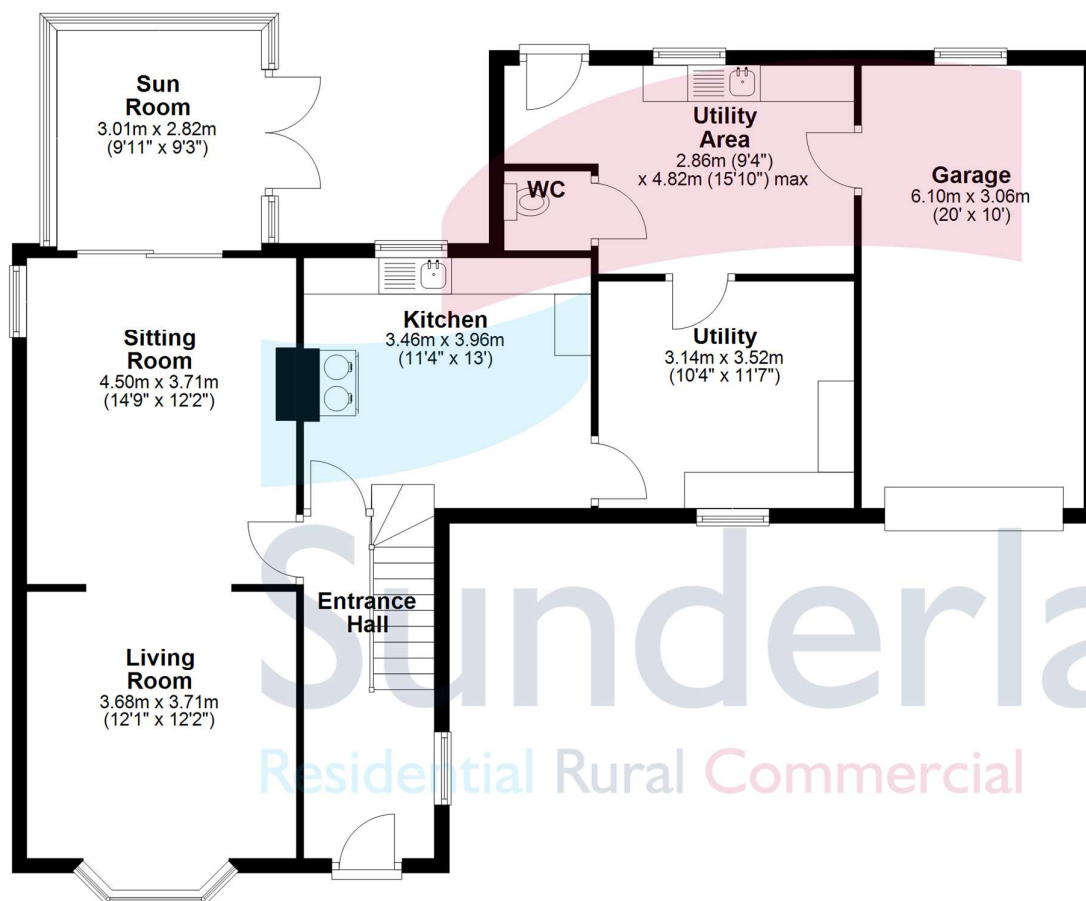 Sun
Room
3.01m x 2.82m
(9'11" x 9'3")
Utility
Area
2.86m (9'4")
x 4.82m (15'10") max
WC
Garage
6.10m x 3.06m
(20' x 10')
Kitchen
3.46m x 3.96m
(11'4" x 13')
Sitting
Room
4.50m x 3.71m
(14'9" x 12'2")
Utility
3.14m x 3.52m
(10'4" x 11'7")
Entrance
Hall
Living
Room
3.68m x 3.71m
(12'1" x 12'2")
Sunderla
Residential Rural Commercial